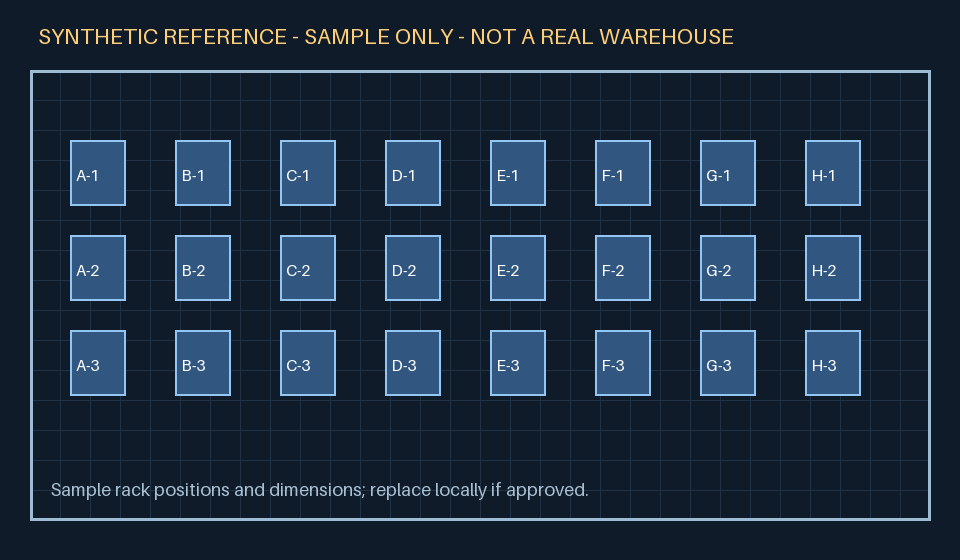 SYNTHETIC REFERENCE - SAMPLE ONLY - NOT A REAL WAREHOUSE
A-1 B-1 C-1 D-1 E-1 F-1 G-1 H-1
A-2 B-2 C-2 D-2 E-2 F-2 G-2 H-2
A-3 B-3 C-3 D-3 E-3 F-3 G-3 H-3
Sample rack positions and dimensions; replace locally if approved.